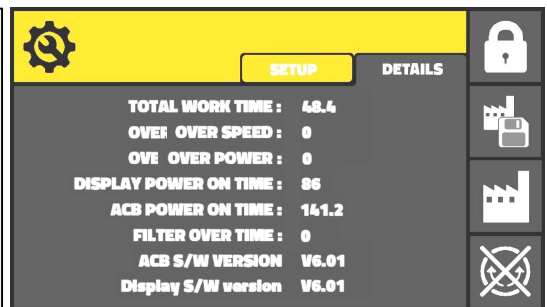 SETUP DETAILS
TOTAL WORK TIME : 48.4
OVER OVER SPEED : 0
OVE OVER POWER : 0
DISPLAY POWER ON TIME : 86
ACB POWER ON TIME : 141.2
FILTER OVER TIME : 0
ACB S/W VERSION V6.01
Display S/W version V6.01